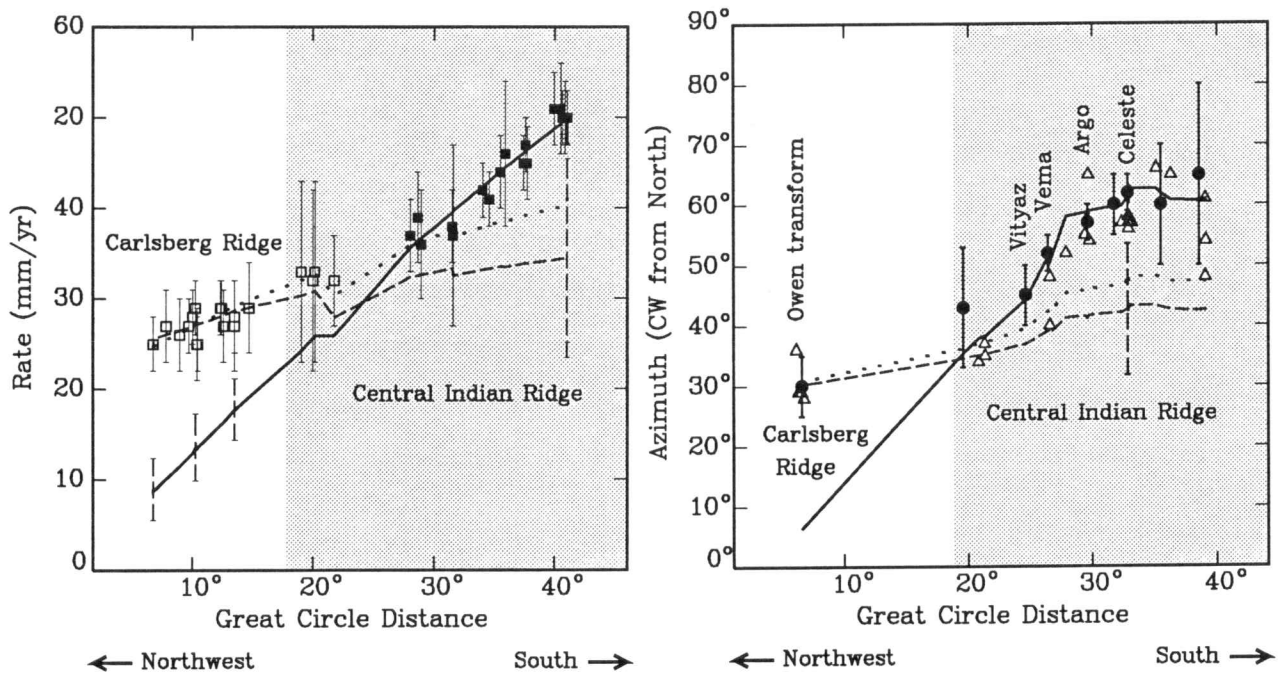 60
20
40
30
20
10
0
Rate (mm/yr)
Carlsberg Ridge
Central Indian Ridge
10° 20° 30° 40°
Great Circle Distance
Northwest South
90°
80°
70°
60°
50°
40°
30°
20°
10°
0°
Azimuth (CW from North)
Owen transform
Vityaz
Vema
Argo
Celeste
Carlsberg
Ridge
Central Indian Ridge
10° 20° 30° 40°
Great Circle Distance
Northwest South